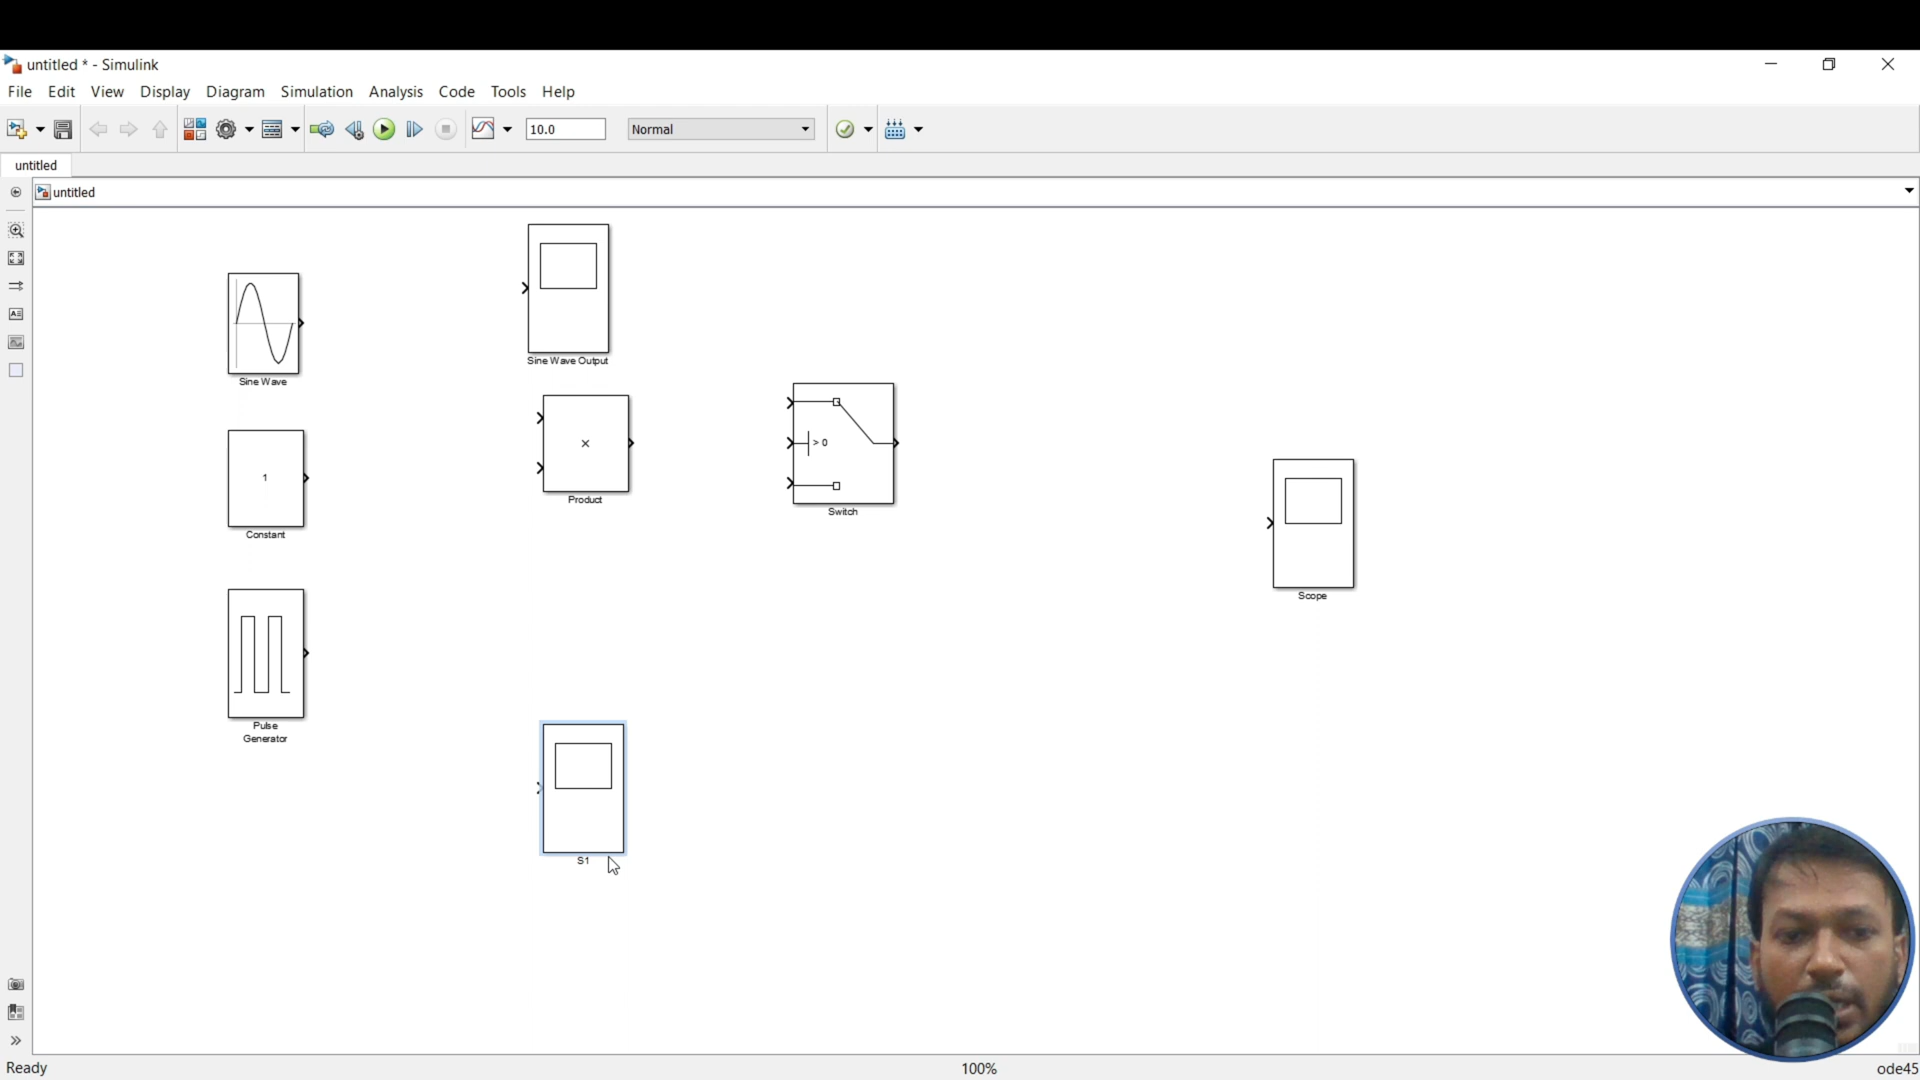 untitled * - Simulink
File Edit View Display Diagram Simulation Analysis Code Tools Help
10.0 Normal
untitled
untitled
Sine Wave
Sine Wave Output
1
Constant
×
Product
> 0
Switch
Scope
Pulse
Generator
S1
Ready 100% ode45